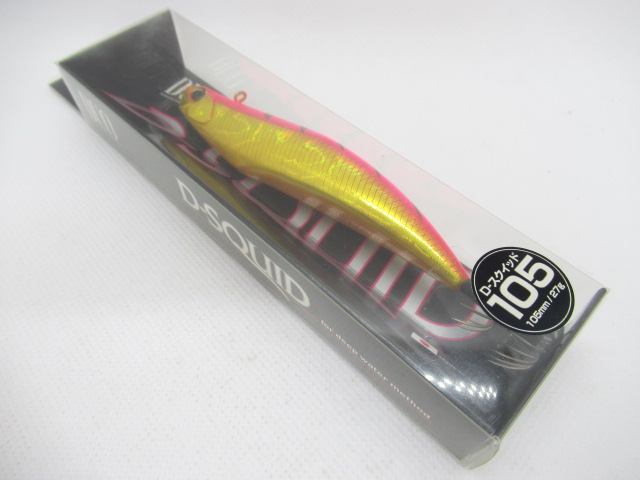 D-SQUID
for deep water method
D-スクイッド
105
105mm / 27g